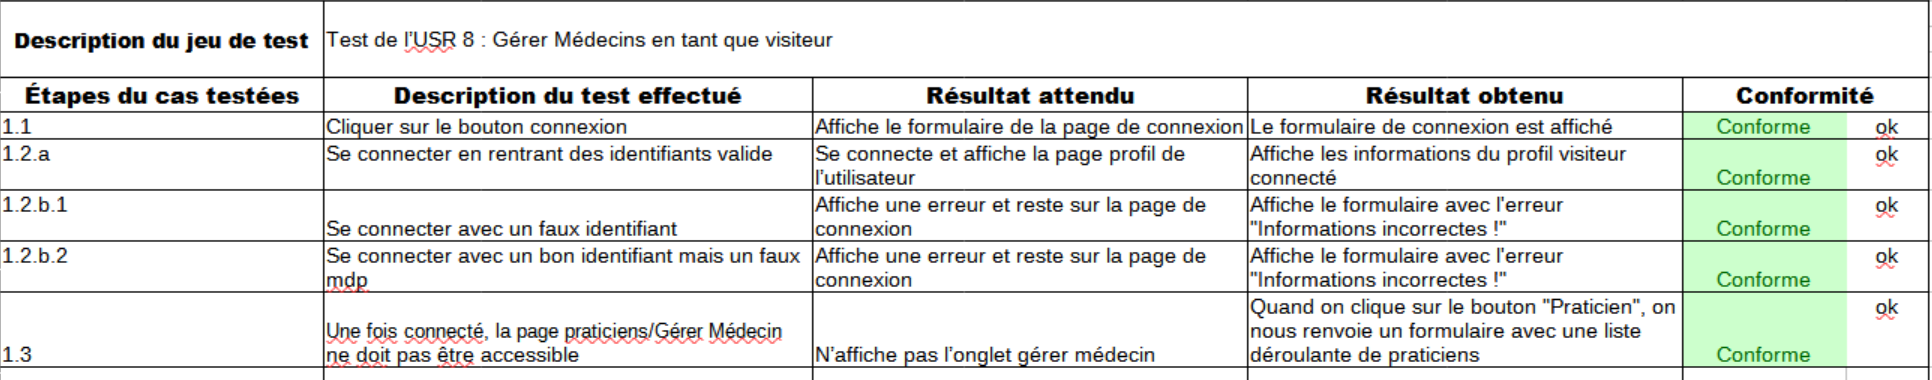 Description du jeu de test
Test de l'USR 8 : Gérer Médecins en tant que visiteur
Étapes du cas testées
Description du test effectué
Résultat attendu
Résultat obtenu
Conformité
1.1
Cliquer sur le bouton connexion
Affiche le formulaire de la page de connexion
Le formulaire de connexion est affiché
Conforme
ok
1.2.a
Se connecter en rentrant des identifiants valide
Se connecte et affiche la page profil de
l'utilisateur
Affiche les informations du profil visiteur
connecté
Conforme
ok
1.2.b.1
Se connecter avec un faux identifiant
Affiche une erreur et reste sur la page de
connexion
Affiche le formulaire avec l'erreur
"Informations incorrectes !"
Conforme
ok
1.2.b.2
Se connecter avec un bon identifiant mais un faux
mdp
Affiche une erreur et reste sur la page de
connexion
Affiche le formulaire avec l'erreur
"Informations incorrectes !"
Conforme
ok
1.3
Une fois connecté, la page praticiens/Gérer Médecin
ne doit pas être accessible
N'affiche pas l'onglet gérer médecin
Quand on clique sur le bouton "Praticien", on
nous renvoie un formulaire avec une liste
déroulante de praticiens
Conforme
ok